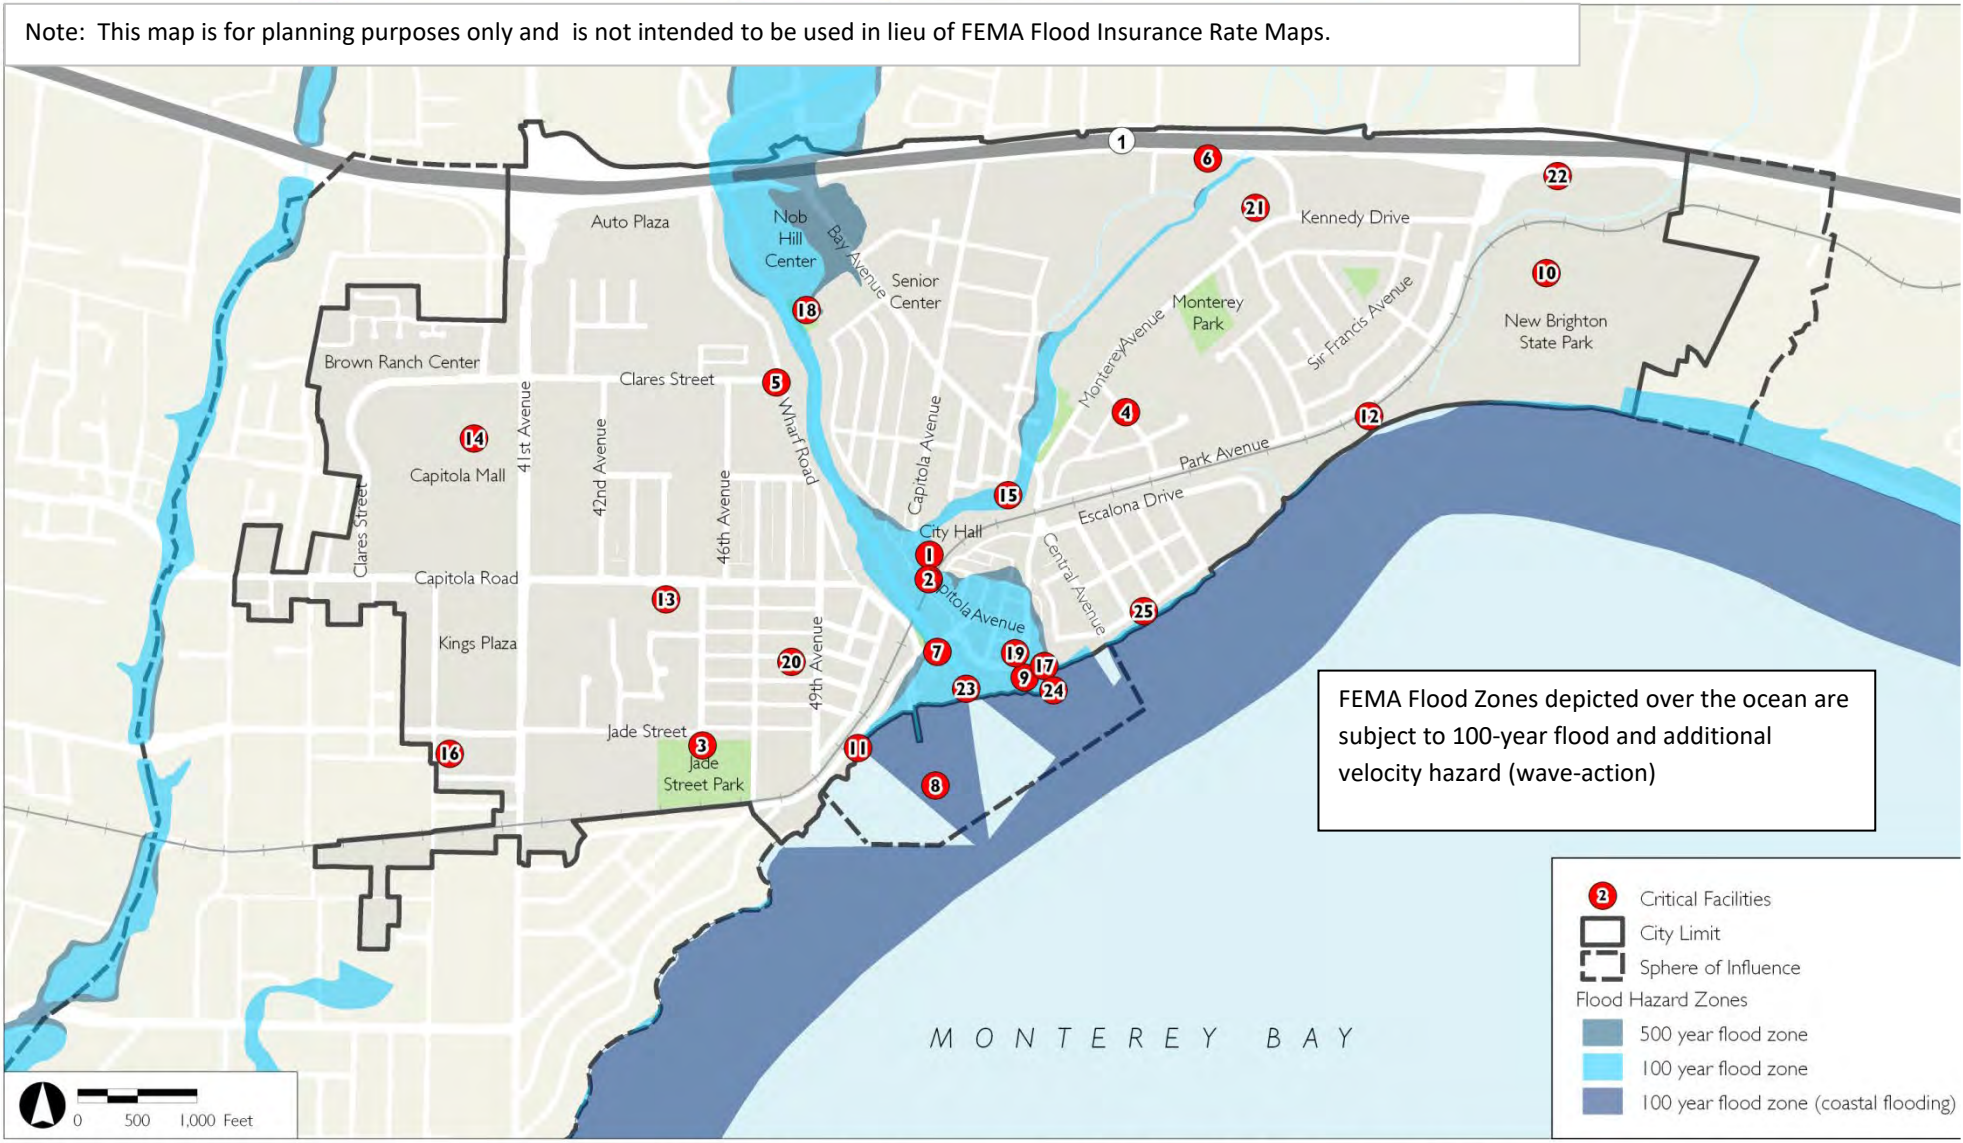 Note: This map is for planning purposes only and is not intended to be used in lieu of FEMA Flood Insurance Rate Maps.
1
6
22
Auto Plaza
Nob
Hill
Center
Bay Avenue
21
Kennedy Drive
Senior
Center
10
18
Monterey
Park
Monterey Avenue
Sir Francis Avenue
New Brighton
State Park
Brown Ranch Center
Clares Street
5
Wharf Road
41st Avenue
42nd Avenue
46th Avenue
14
Capitola Mall
Clares Street
Capitola Avenue
4
12
Park Avenue
15
Escalona Drive
City Hall
1
2
Capitola Road
pitola Avenue
Central Avenue
13
25
Kings Plaza
20
49th Avenue
7
19
17
9
24
23
Jade Street
3
Jade
Street Park
16
11
8
FEMA Flood Zones depicted over the ocean are
subject to 100-year flood and additional
velocity hazard (wave-action)
MONTEREY BAY
2
Critical Facilities
City Limit
Sphere of Influence
Flood Hazard Zones
500 year flood zone
100 year flood zone
100 year flood zone (coastal flooding)
0 500 1,000 Feet